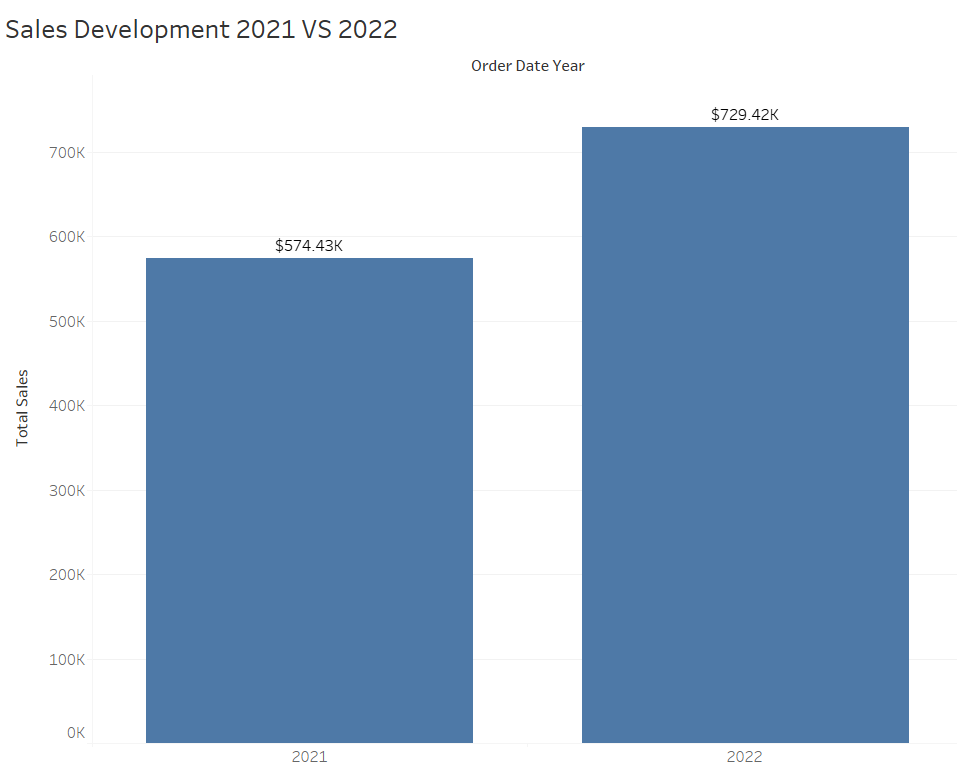 Sales Development 2021 VS 2022
Order Date Year
$729.42K
700K
600K
$574.43K
500K
Total Sales
400K
300K
200K
100K
0K
2021
2022